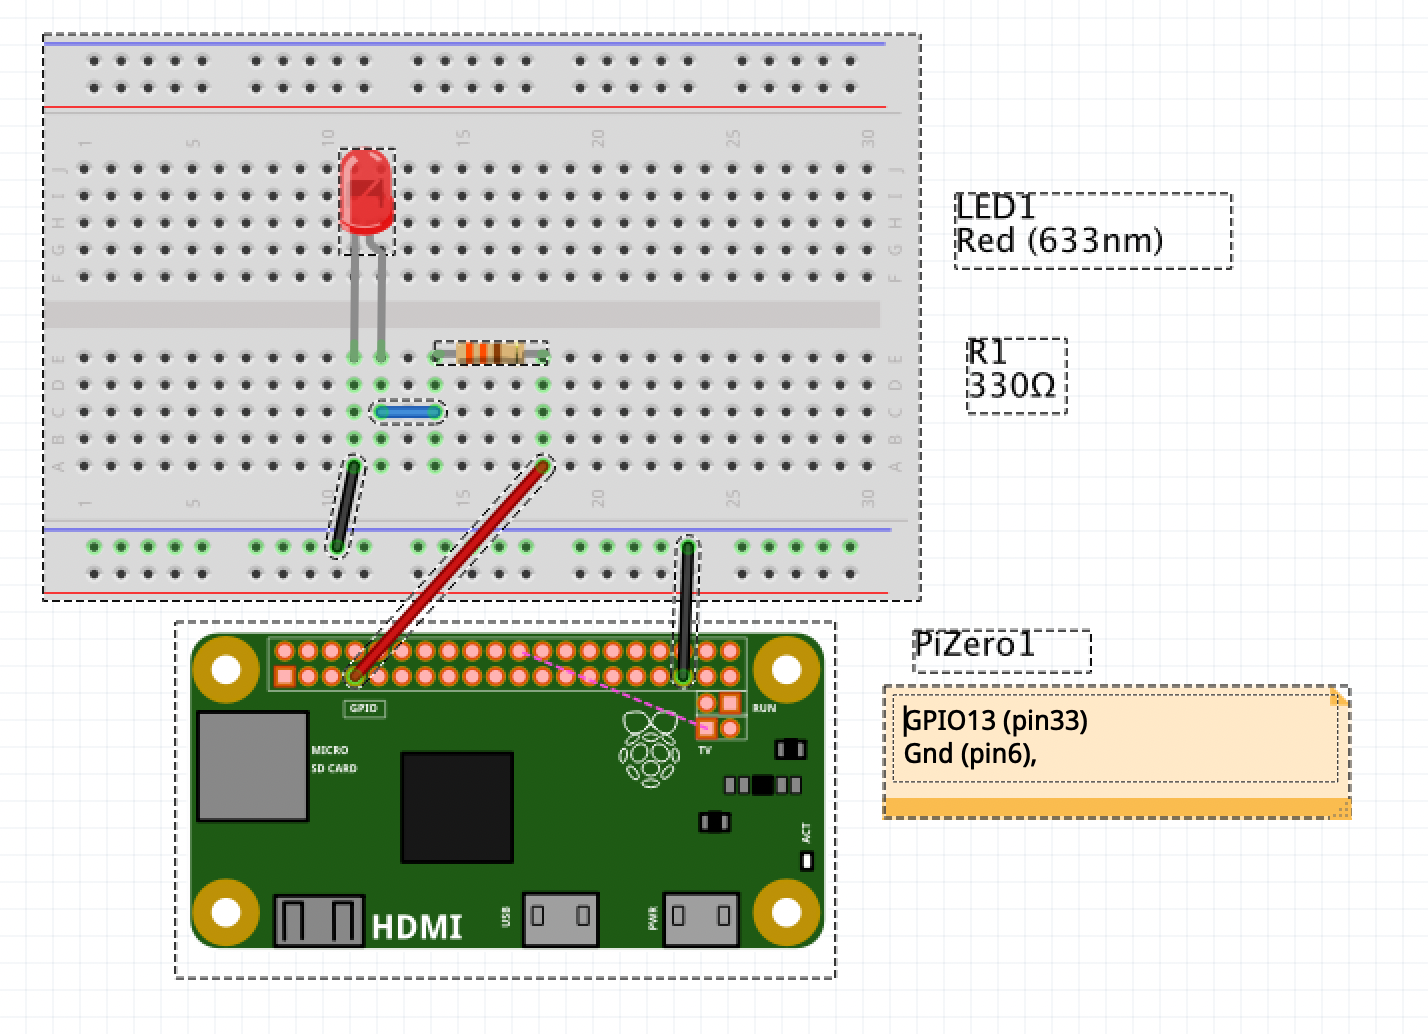 1 5 10 15 20 25 30
J J
I I
H H
G G
F F
E E
D D
C C
B B
A A
1 5 10 15 20 25 30
LED1
Red (633nm)
R1
330Ω
PiZero1
GPIO13 (pin33)
Gnd (pin6),
GPIO
RUN
TV
MICRO
SD CARD
ACT
HDMI
USB
PWR